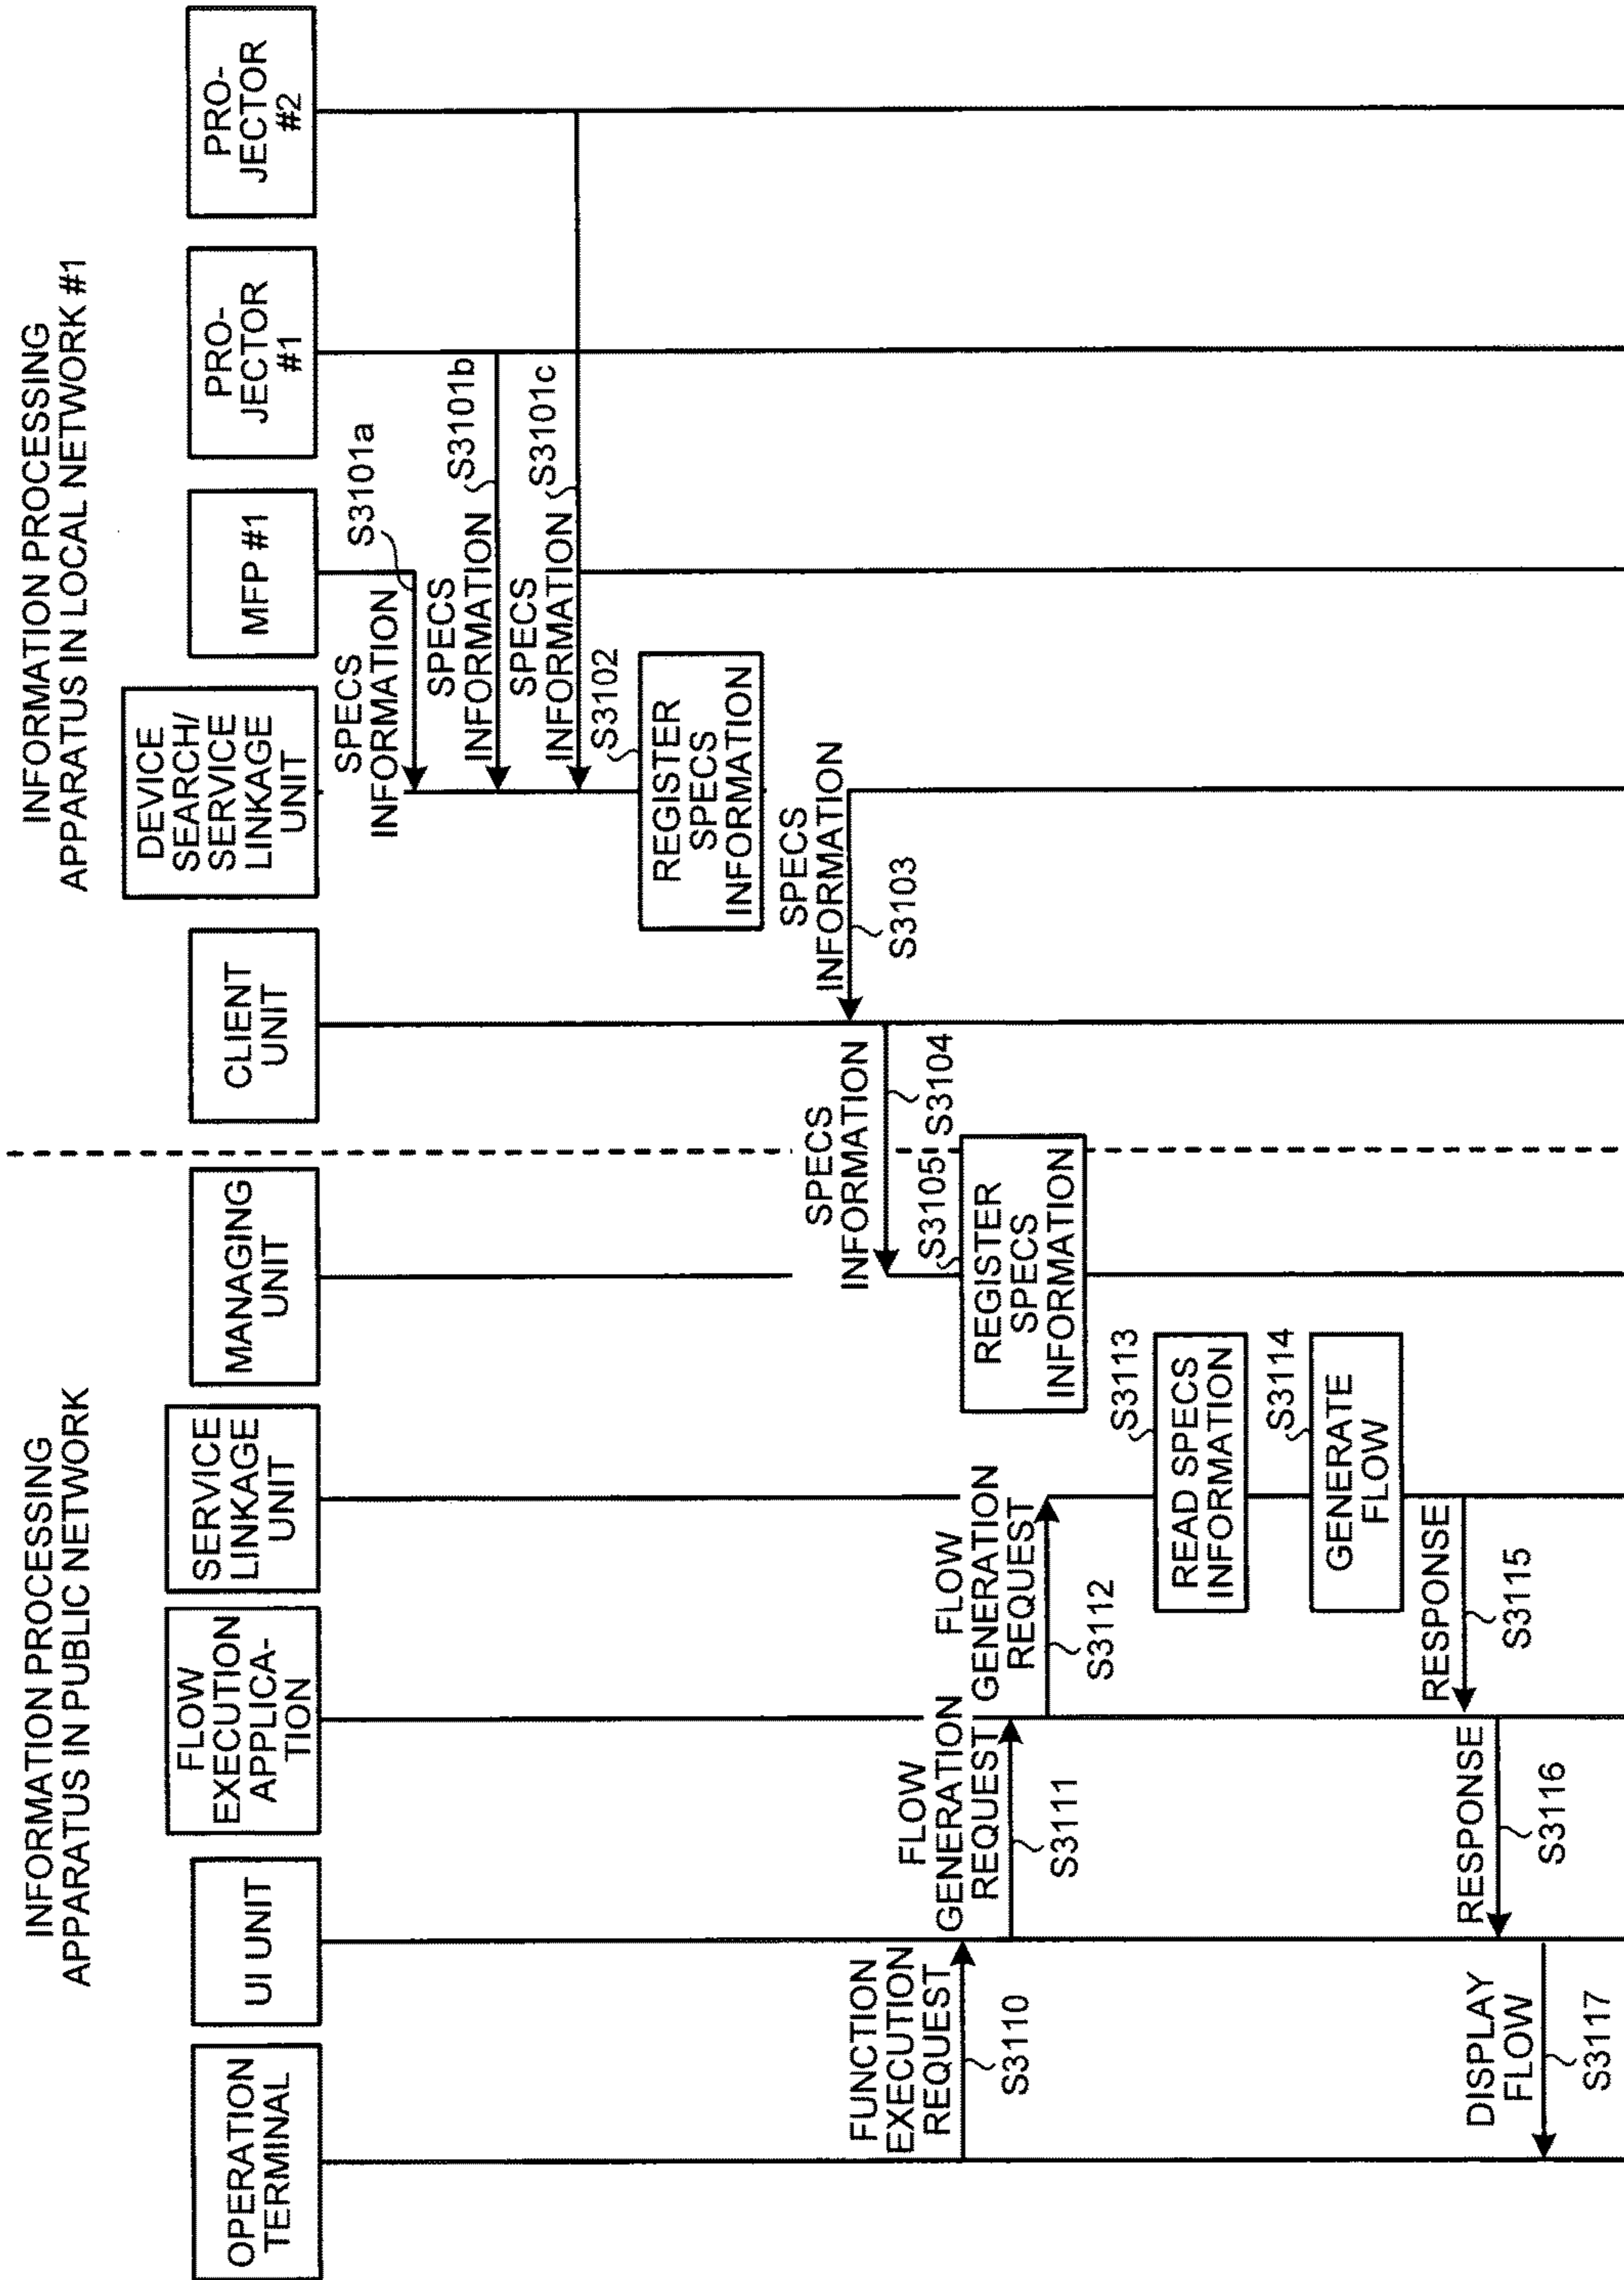 INFORMATION PROCESSING
APPARATUS IN PUBLIC NETWORK
INFORMATION PROCESSING
APPARATUS IN LOCAL NETWORK #1
OPERATION
TERMINAL
UI UNIT
FLOW
EXECUTION
APPLICA-
TION
SERVICE
LINKAGE
UNIT
MANAGING
UNIT
CLIENT
UNIT
DEVICE
SEARCH/
SERVICE
LINKAGE
UNIT
MFP #1
PRO-
JECTOR
#1
PRO-
JECTOR
#2
SPECS
INFORMATION
S3101a
SPECS
INFORMATION
S3101b
SPECS
INFORMATION
S3101c
S3102
REGISTER
SPECS
INFORMATION
SPECS
INFORMATION
S3103
SPECS
INFORMATION
S3104
S3105
REGISTER
SPECS
INFORMATION
FUNCTION
EXECUTION
REQUEST
S3110
FLOW
GENERATION
REQUEST
S3111
FLOW
GENERATION
REQUEST
S3112
S3113
READ SPECS
INFORMATION
S3114
GENERATE
FLOW
RESPONSE
S3115
RESPONSE
S3116
DISPLAY
FLOW
S3117